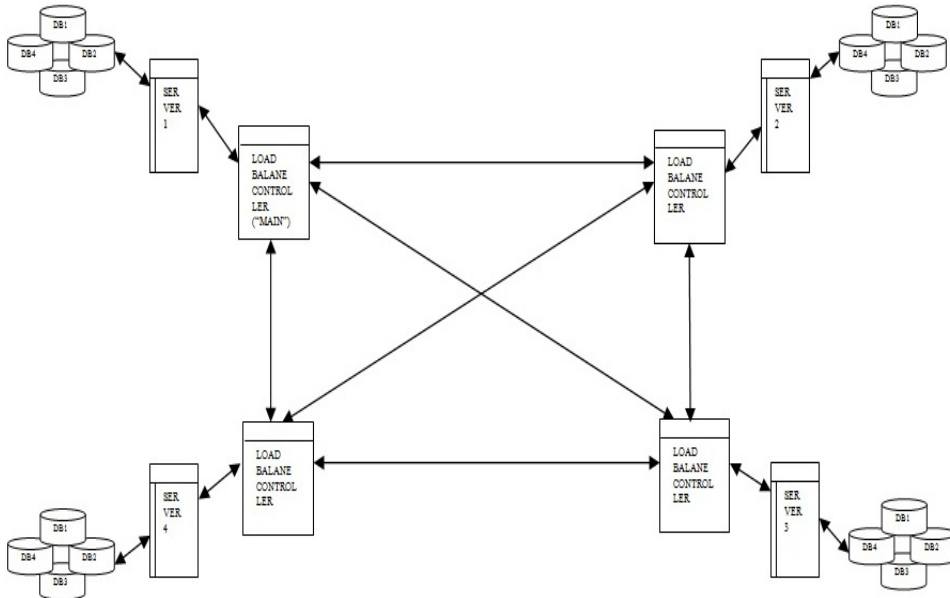 DB1
DB4
DB2
DB3
SER
VER
1
LOAD
BALANE
CONTROL
LER
("MAIN")
LOAD
BALANE
CONTROL
LER
SER
VER
2
DB1
DB4
DB2
DB3
DB1
DB4
DB2
DB3
SER
VER
4
LOAD
BALANE
CONTROL
LER
LOAD
BALANE
CONTROL
LER
SER
VER
3
DB1
DB4
DB2
DB3